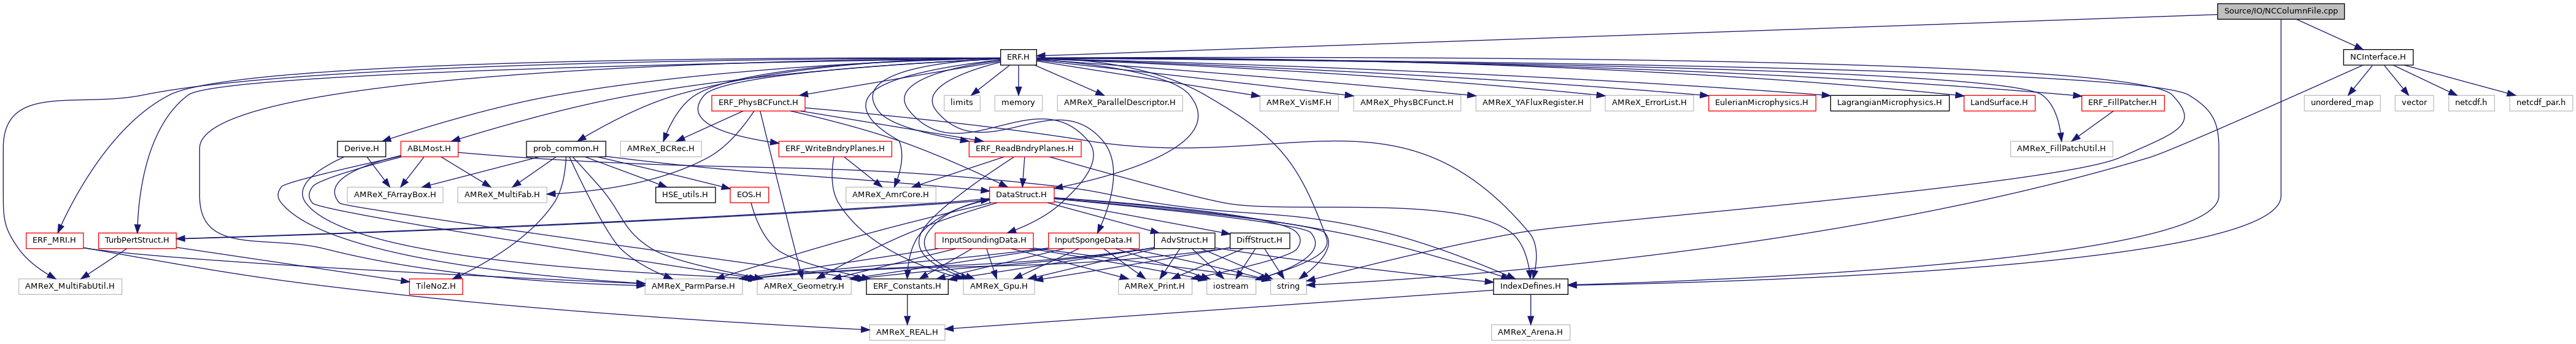 Source/IO/NCColumnFile.cpp
ERF.H
NCInterface.H
ERF_PhysBCFunct.H
limits
memory
AMReX_ParallelDescriptor.H
AMReX_VisMF.H
AMReX_PhysBCFunct.H
AMReX_YAFluxRegister.H
AMReX_ErrorList.H
EulerianMicrophysics.H
LagrangianMicrophysics.H
LandSurface.H
ERF_FillPatcher.H
unordered_map
vector
netcdf.h
netcdf_par.h
Derive.H
ABLMost.H
prob_common.H
AMReX_BCRec.H
ERF_WriteBndryPlanes.H
ERF_ReadBndryPlanes.H
AMReX_FillPatchUtil.H
AMReX_FArrayBox.H
AMReX_MultiFab.H
HSE_utils.H
EOS.H
AMReX_AmrCore.H
DataStruct.H
ERF_MRI.H
TurbPertStruct.H
InputSoundingData.H
InputSpongeData.H
AdvStruct.H
DiffStruct.H
AMReX_MultiFabUtil.H
TileNoZ.H
AMReX_ParmParse.H
AMReX_Geometry.H
ERF_Constants.H
AMReX_Gpu.H
AMReX_Print.H
iostream
string
IndexDefines.H
AMReX_REAL.H
AMReX_Arena.H